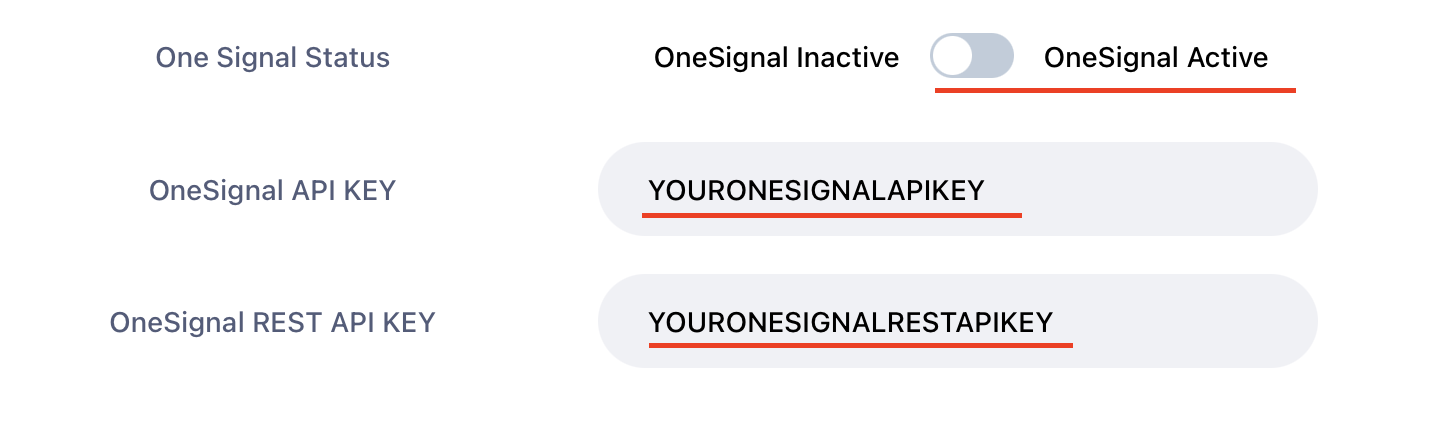 One Signal Status OneSignal Inactive OneSignal Active
OneSignal API KEY YOURONESIGNALAPIKEY
OneSignal REST API KEY YOURONESIGNALRESTAPIKEY